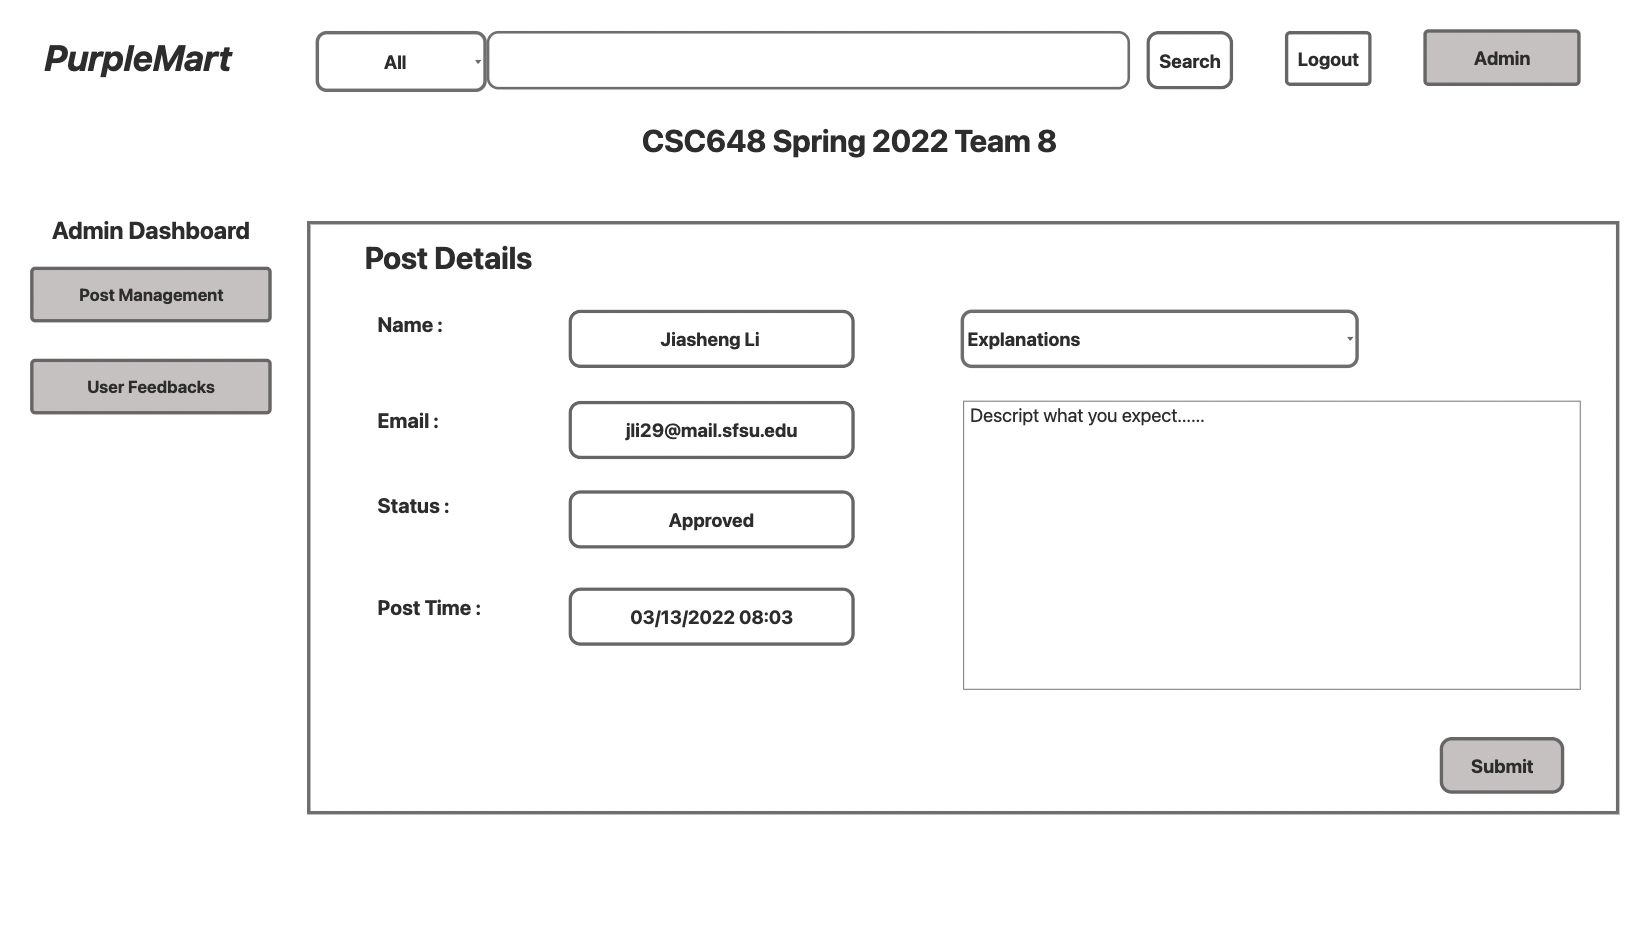 PurpleMart
All
Search
Logout
Admin
CSC648 Spring 2022 Team 8
Admin Dashboard
Post Management
User Feedbacks
Post Details
Name :
Jiasheng Li
Explanations
Email :
jli29@mail.sfsu.edu
Descript what you expect......
Status :
Approved
Post Time :
03/13/2022 08:03
Submit